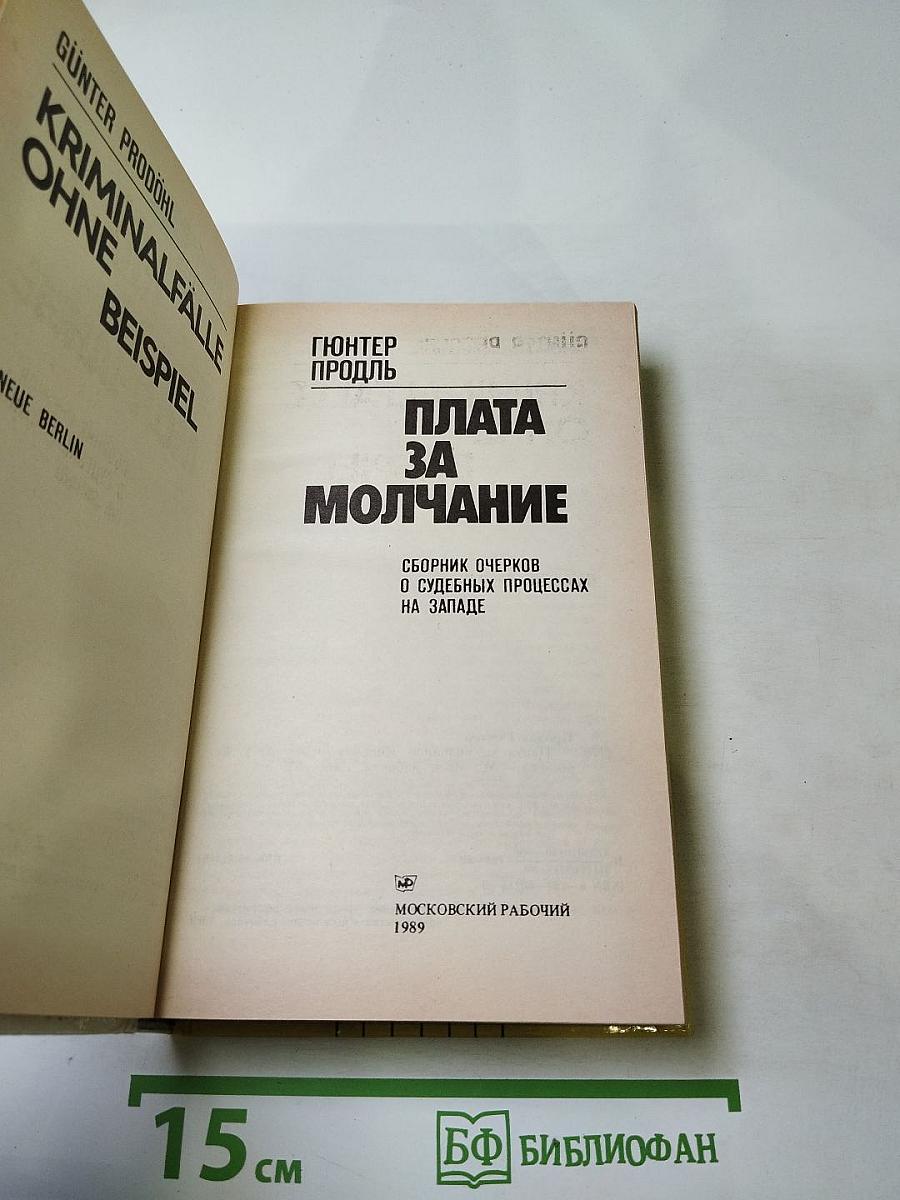 GÜNTER PRODÖHL
KRIMINALFÄLLE
OHNE
BEISPIEL
NEUE BERLIN
ГЮНТЕР
ПРОДЛЬ
ПЛАТА
ЗА
МОЛЧАНИЕ
СБОРНИК ОЧЕРКОВ
О СУДЕБНЫХ ПРОЦЕССАХ
НА ЗАПАДЕ
МР
МОСКОВСКИЙ РАБОЧИЙ
1989
15 см
БФ БИБЛИОФАН